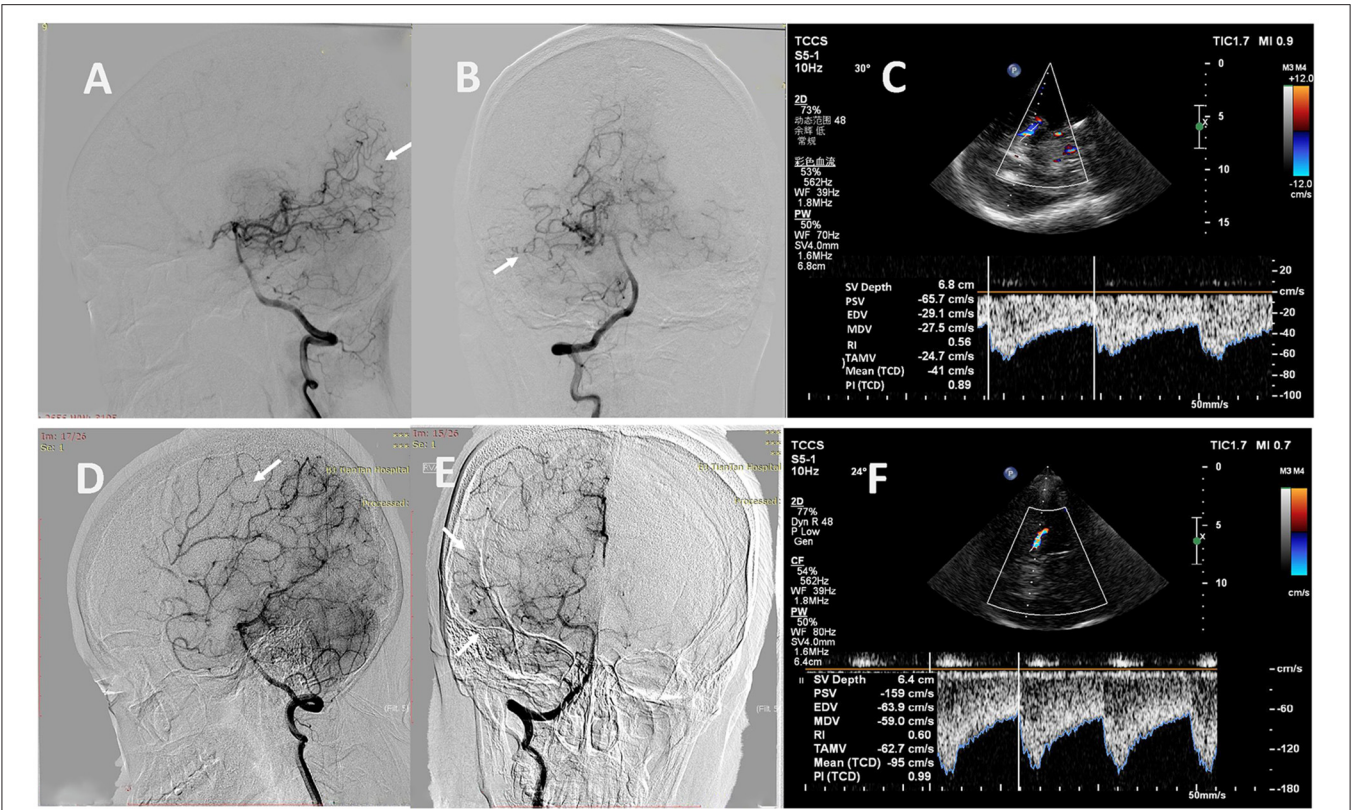 A
B
C
TCCS
S5-1
10Hz
30°
TIC1.7 MI 0.9
P
M3 M4
+12.0
-12.0
cm/s
0
5
10
15
X
2D
73%
动态范围 48
余辉 低
常规
彩色血流
53%
562Hz
WF 39Hz
1.8MHz
PW
50%
WF 70Hz
SV4.0mm
1.6MHz
6.8cm
SV Depth 6.8 cm
PSV -65.7 cm/s
EDV -29.1 cm/s
MDV -27.5 cm/s
RI 0.56
TAMV -24.7 cm/s
Mean (TCD) -41 cm/s
PI (TCD) 0.89
20
cm/s
-20
-40
-60
-80
-100
50mm/s
D
Im: 17/26
Se: 1
***
***
**
BJ TianTan Hospital
Processed:
(Filt. 5)
3
E
Im: 15/26
Se: 1
***
***
**
BJ TianTan Hospital
Processed:
(Filt. 5)
F
TCCS
S5-1
10Hz
24°
TIC1.7 MI 0.7
P
M3 M4
cm/s
0
5
10
X
2D
77%
Dyn R 48
P Low
Gen
CF
54%
562Hz
WF 39Hz
1.8MHz
PW
50%
WF 80Hz
SV4.0mm
1.6MHz
6.4cm
SV Depth 6.4 cm
PSV -159 cm/s
EDV -63.9 cm/s
MDV -59.0 cm/s
RI 0.60
TAMV -62.7 cm/s
Mean (TCD) -95 cm/s
PI (TCD) 0.99
cm/s
-60
-120
-180
50mm/s